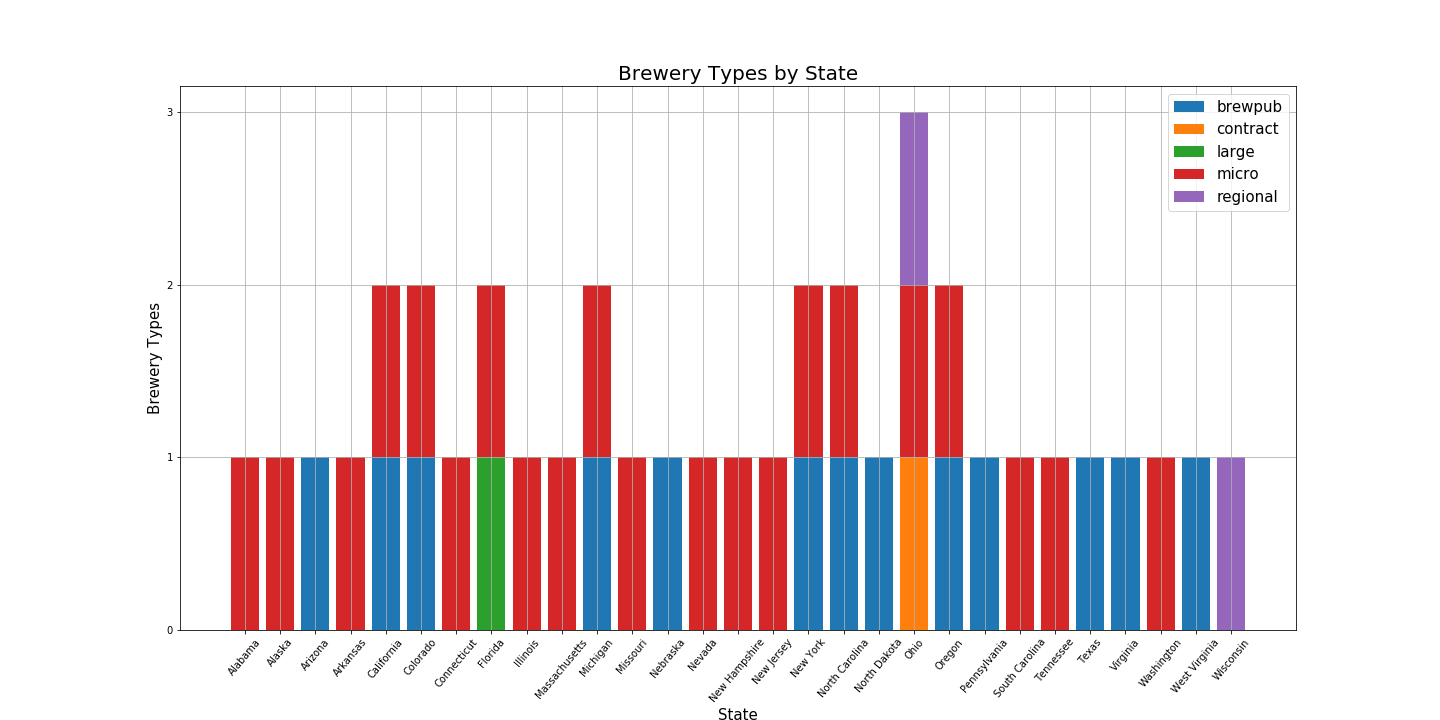 Brewery Types by State
brewpub
contract
large
micro
regional
Brewery Types
3
2
1
0
Alabama
Alaska
Arizona
Arkansas
California
Colorado
Connecticut
Florida
Illinois
Massachusetts
Michigan
Missouri
Nebraska
Nevada
New Hampshire
New Jersey
New York
North Carolina
North Dakota
Ohio
Oregon
Pennsylvania
South Carolina
Tennessee
Texas
Virginia
Washington
West Virginia
Wisconsin
State